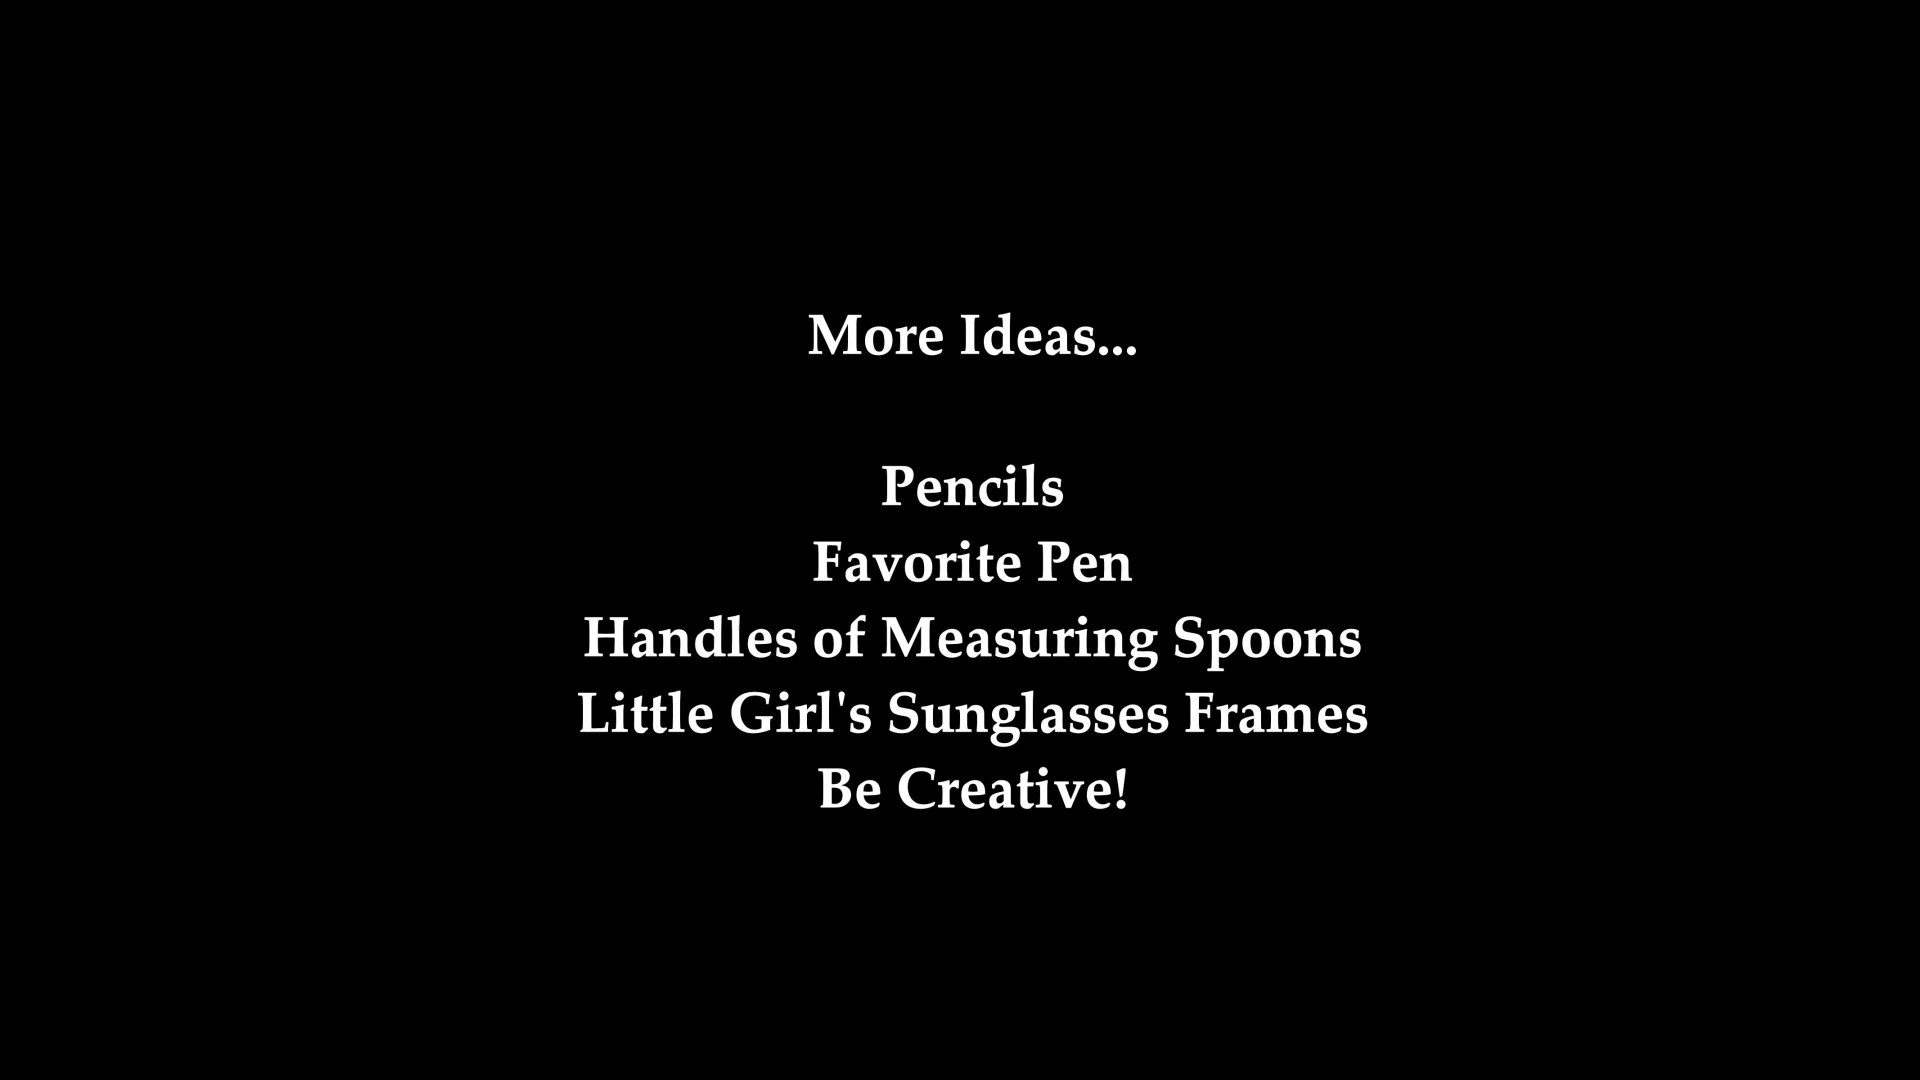 More Ideas...
Pencils
Favorite Pen
Handles of Measuring Spoons
Little Girl's Sunglasses Frames
Be Creative!